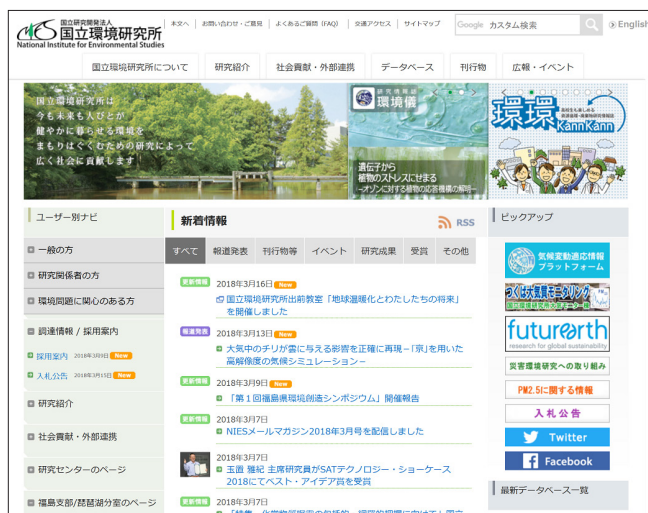 国立研究開発法人
国立環境研究所
National Institute for Environmental Studies
本文へ | お問い合わせ・ご意見 | よくあるご質問 (FAQ) | 交通アクセス | サイトマップ
Google カスタム検索
English
国立環境研究所について
研究紹介
社会貢献・外部連携
データベース
刊行物
広報・イベント
国立環境研究所は
今も未来も人びとが
健やかに暮らせる環境を
まもりはぐくむための研究によって
広く社会に貢献します
研究情報誌
環境儀
遺伝子から
植物のストレスにせまる
−オゾンに対する植物の応答機構の解明−
環環
KannKann
ユーザー別ナビ
一般の方
研究関係者の方
環境問題に関心のある方
調達情報 / 採用案内
採用案内 2018年3月9日 New
入札公告 2018年3月15日 New
研究紹介
社会貢献・外部連携
研究センターのページ
福島支部/琵琶湖分室のページ
新着情報
RSS
すべて
報道発表
刊行物等
イベント
研究成果
受賞
その他
更新情報 2018年3月16日 New
国立環境研究所出前教室「地球温暖化とわたしたちの将来」
を開催しました
報道発表 2018年3月13日 New
大気中のチリが雲に与える影響を正確に再現−「京」を用いた
高解像度の気候シミュレーション−
更新情報 2018年3月9日 New
「第１回福島県環境創造シンポジウム」開催報告
更新情報 2018年3月7日
NIESメールマガジン2018年3月号を配信しました
2018年3月7日
玉置 雅紀 主席研究員がSATテクノロジー・ショーケース
2018にてベスト・アイデア賞を受賞
更新情報 2018年3月7日
ピックアップ
気候変動適応情報
プラットフォーム
つくば大気質モニタリング
futurearth
research for global sustainability
災害環境研究への取り組み
PM2.5に関する情報
入札公告
Twitter
Facebook
最新データベース一覧